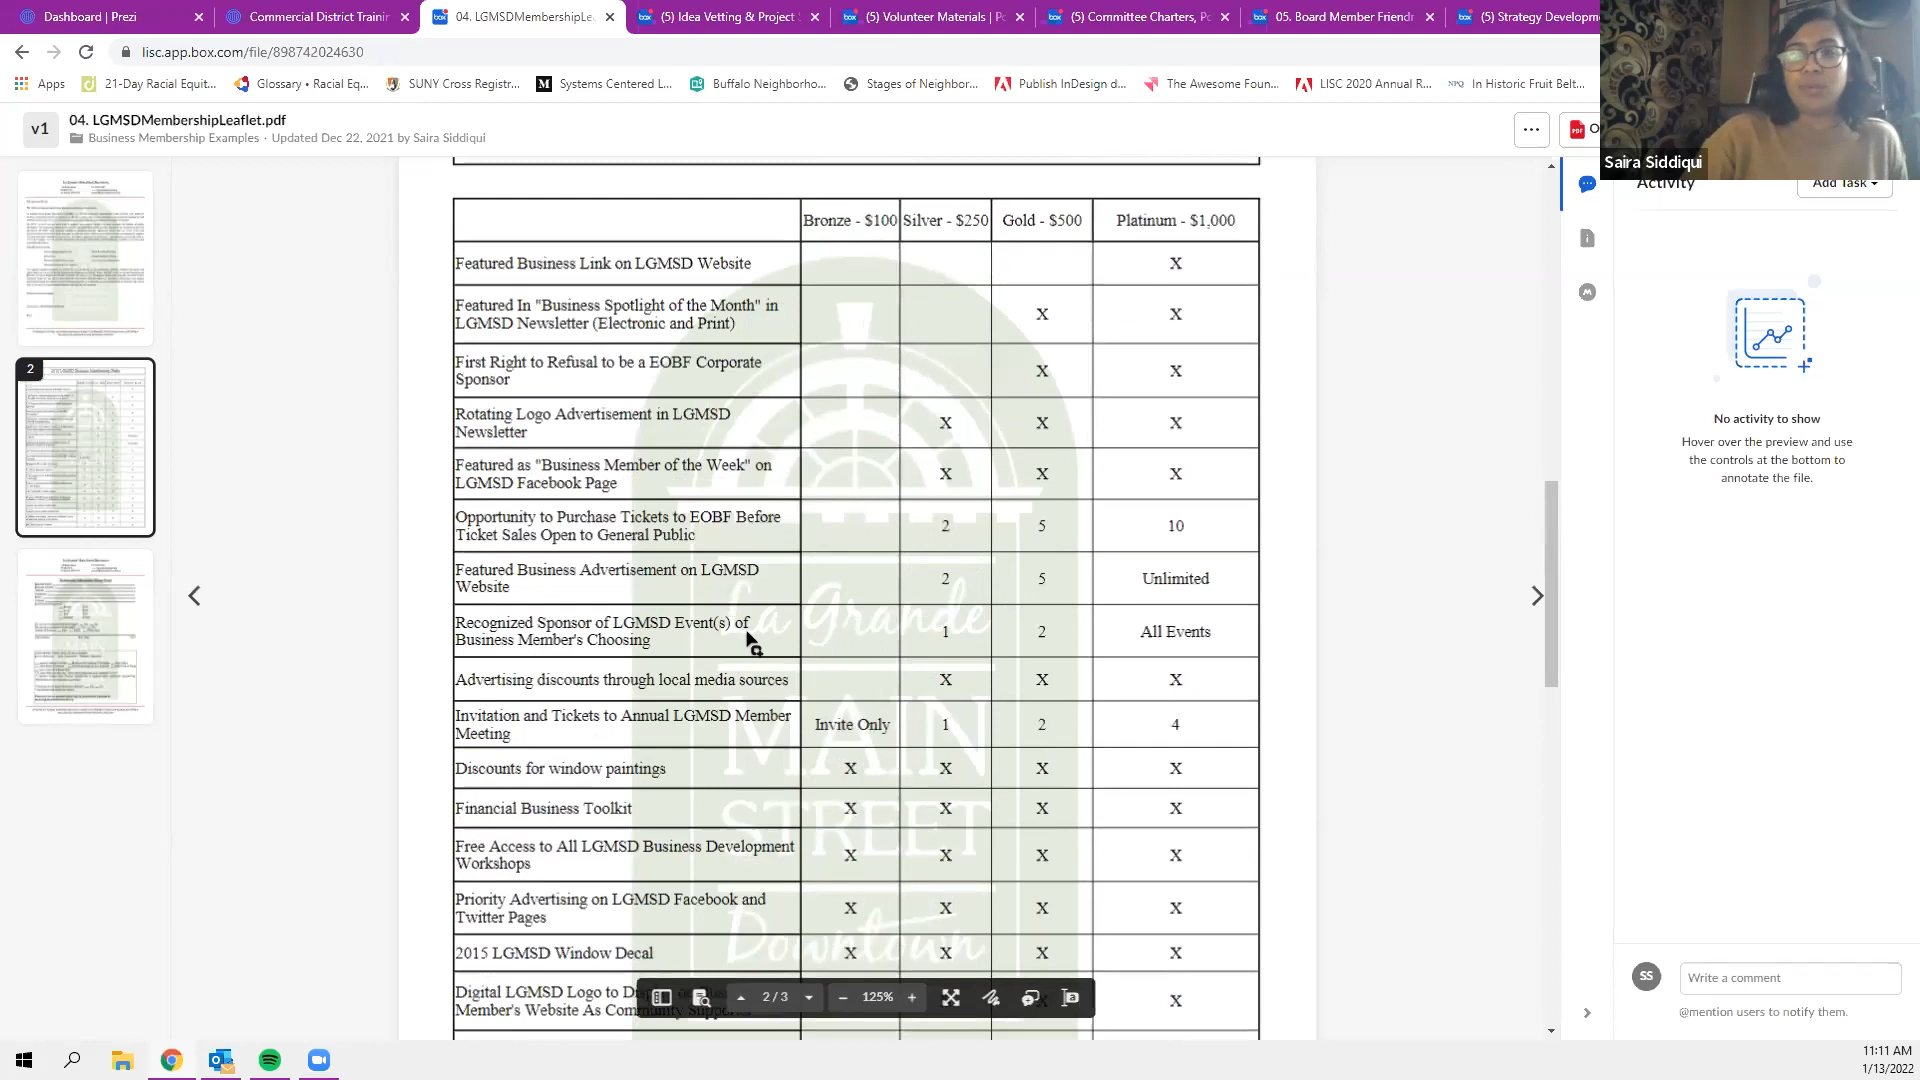 Dashboard | Prezi
Commercial District Trainin
04. LGMSDMembershipLe
(5) Idea Vetting & Project S
(5) Volunteer Materials | Po
(5) Committee Charters, Po
05. Board Member Friendr
(5) Strategy Developm
lisc.app.box.com/file/898742024630
Apps
21-Day Racial Equit...
Glossary • Racial Eq...
SUNY Cross Registr...
Systems Centered L...
Buffalo Neighborho...
Stages of Neighbor...
Publish InDesign d...
The Awesome Foun...
LISC 2020 Annual R...
NPQ
In Historic Fruit Belt...
v1
04. LGMSDMembershipLeaflet.pdf
Business Membership Examples · Updated Dec 22, 2021 by Saira Siddiqui
O
Saira Siddiqui
Activity
Add Task
2
Bronze - $100 Silver - $250 Gold - $500 Platinum - $1,000
Featured Business Link on LGMSD Website X
Featured In "Business Spotlight of the Month" in
LGMSD Newsletter (Electronic and Print) X X
First Right to Refusal to be a EOBF Corporate
Sponsor X X
Rotating Logo Advertisement in LGMSD
Newsletter X X X
Featured as "Business Member of the Week" on
LGMSD Facebook Page X X X
Opportunity to Purchase Tickets to EOBF Before
Ticket Sales Open to General Public 2 5 10
Featured Business Advertisement on LGMSD
Website 2 5 Unlimited
Recognized Sponsor of LGMSD Event(s) of
Business Member's Choosing 1 2 All Events
Advertising discounts through local media sources X X X
Invitation and Tickets to Annual LGMSD Member
Meeting Invite Only 1 2 4
Discounts for window paintings X X X X
Financial Business Toolkit X X X X
Free Access to All LGMSD Business Development
Workshops X X X X
Priority Advertising on LGMSD Facebook and
Twitter Pages X X X X
2015 LGMSD Window Decal X X X X
Digital LGMSD Logo to
Member's Website As X
La Grande
MAIN
STREET
Downtown
2 / 3
125%
No activity to show
Hover over the preview and use
the controls at the bottom to
annotate the file.
SS
Write a comment
@mention users to notify them.
11:11 AM
1/13/2022